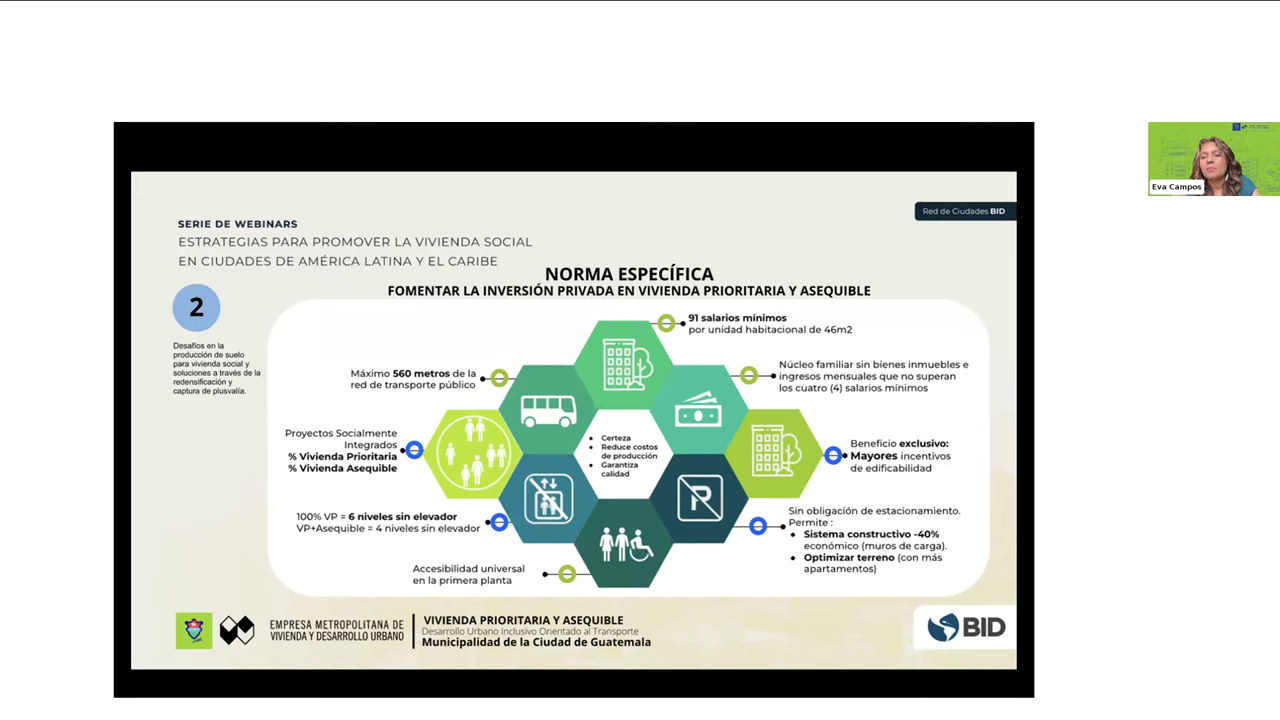 SERIE DE WEBINARS
ESTRATEGIAS PARA PROMOVER LA VIVIENDA SOCIAL
EN CIUDADES DE AMÉRICA LATINA Y EL CARIBE
Red de Ciudades BID
NORMA ESPECÍFICA
FOMENTAR LA INVERSIÓN PRIVADA EN VIVIENDA PRIORITARIA Y ASEQUIBLE
2
Desafíos en la
producción de suelo
para vivienda social y
soluciones a través de la
redensificación y
captura de plusvalía.
91 salarios mínimos
por unidad habitacional de 46m2
Máximo 560 metros de la
red de transporte público
Núcleo familiar sin bienes inmuebles e
ingresos mensuales que no superan
los cuatro (4) salarios mínimos
Proyectos Socialmente
Integrados
% Vivienda Prioritaria
% Vivienda Asequible
• Certeza
• Reduce costos
de producción
• Garantiza
calidad
Beneficio exclusivo:
Mayores incentivos
de edificabilidad
100% VP = 6 niveles sin elevador
VP+Asequible = 4 niveles sin elevador
P
Sin obligación de estacionamiento.
Permite :
• Sistema constructivo -40%
económico (muros de carga).
• Optimizar terreno (con más
apartamentos)
Accesibilidad universal
en la primera planta
EMPRESA METROPOLITANA DE
VIVIENDA Y DESARROLLO URBANO
VIVIENDA PRIORITARIA Y ASEQUIBLE
Desarrollo Urbano Inclusivo Orientado al Transporte
Municipalidad de la Ciudad de Guatemala
BID
Eva Campos